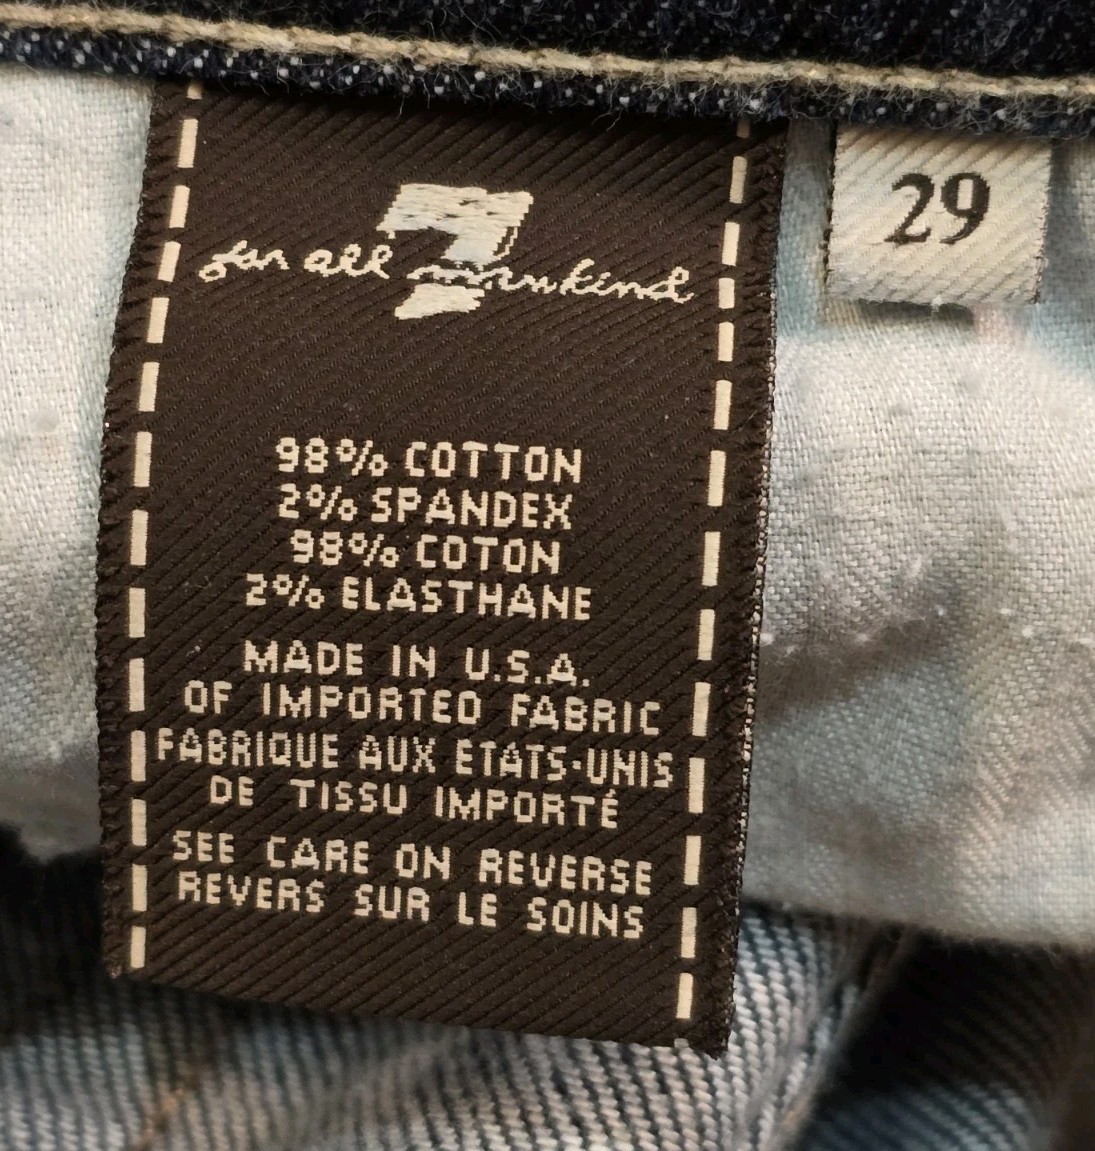 7
for all mankind
29
98% COTTON
2% SPANDEX
98% COTON
2% ELASTHANE
MADE IN U.S.A.
OF IMPORTED FABRIC
FABRIQUE AUX ETATS-UNIS
DE TISSU IMPORTÉ
SEE CARE ON REVERSE
REVERS SUR LE SOINS